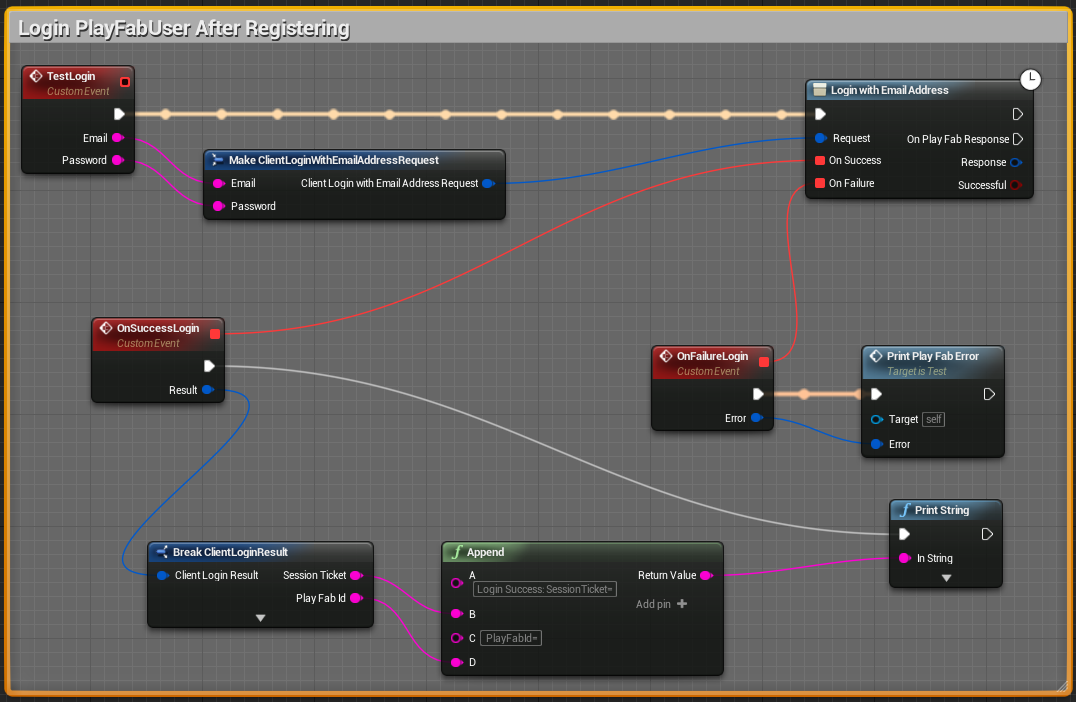 Login PlayFabUser After Registering
TestLogin
Custom Event
Email
Password
Make ClientLoginWithEmailAddressRequest
Email
Client Login with Email Address Request
Password
Login with Email Address
Request
On Play Fab Response
On Success
Response
On Failure
Successful
OnSuccessLogin
Custom Event
Result
OnFailureLogin
Custom Event
Error
Print Play Fab Error
Target is Test
Target self
Error
Break ClientLoginResult
Client Login Result
Session Ticket
Play Fab Id
Append
A
Login Success: SessionTicket=
Return Value
Add pin
B
C PlayFabId=
D
Print String
In String